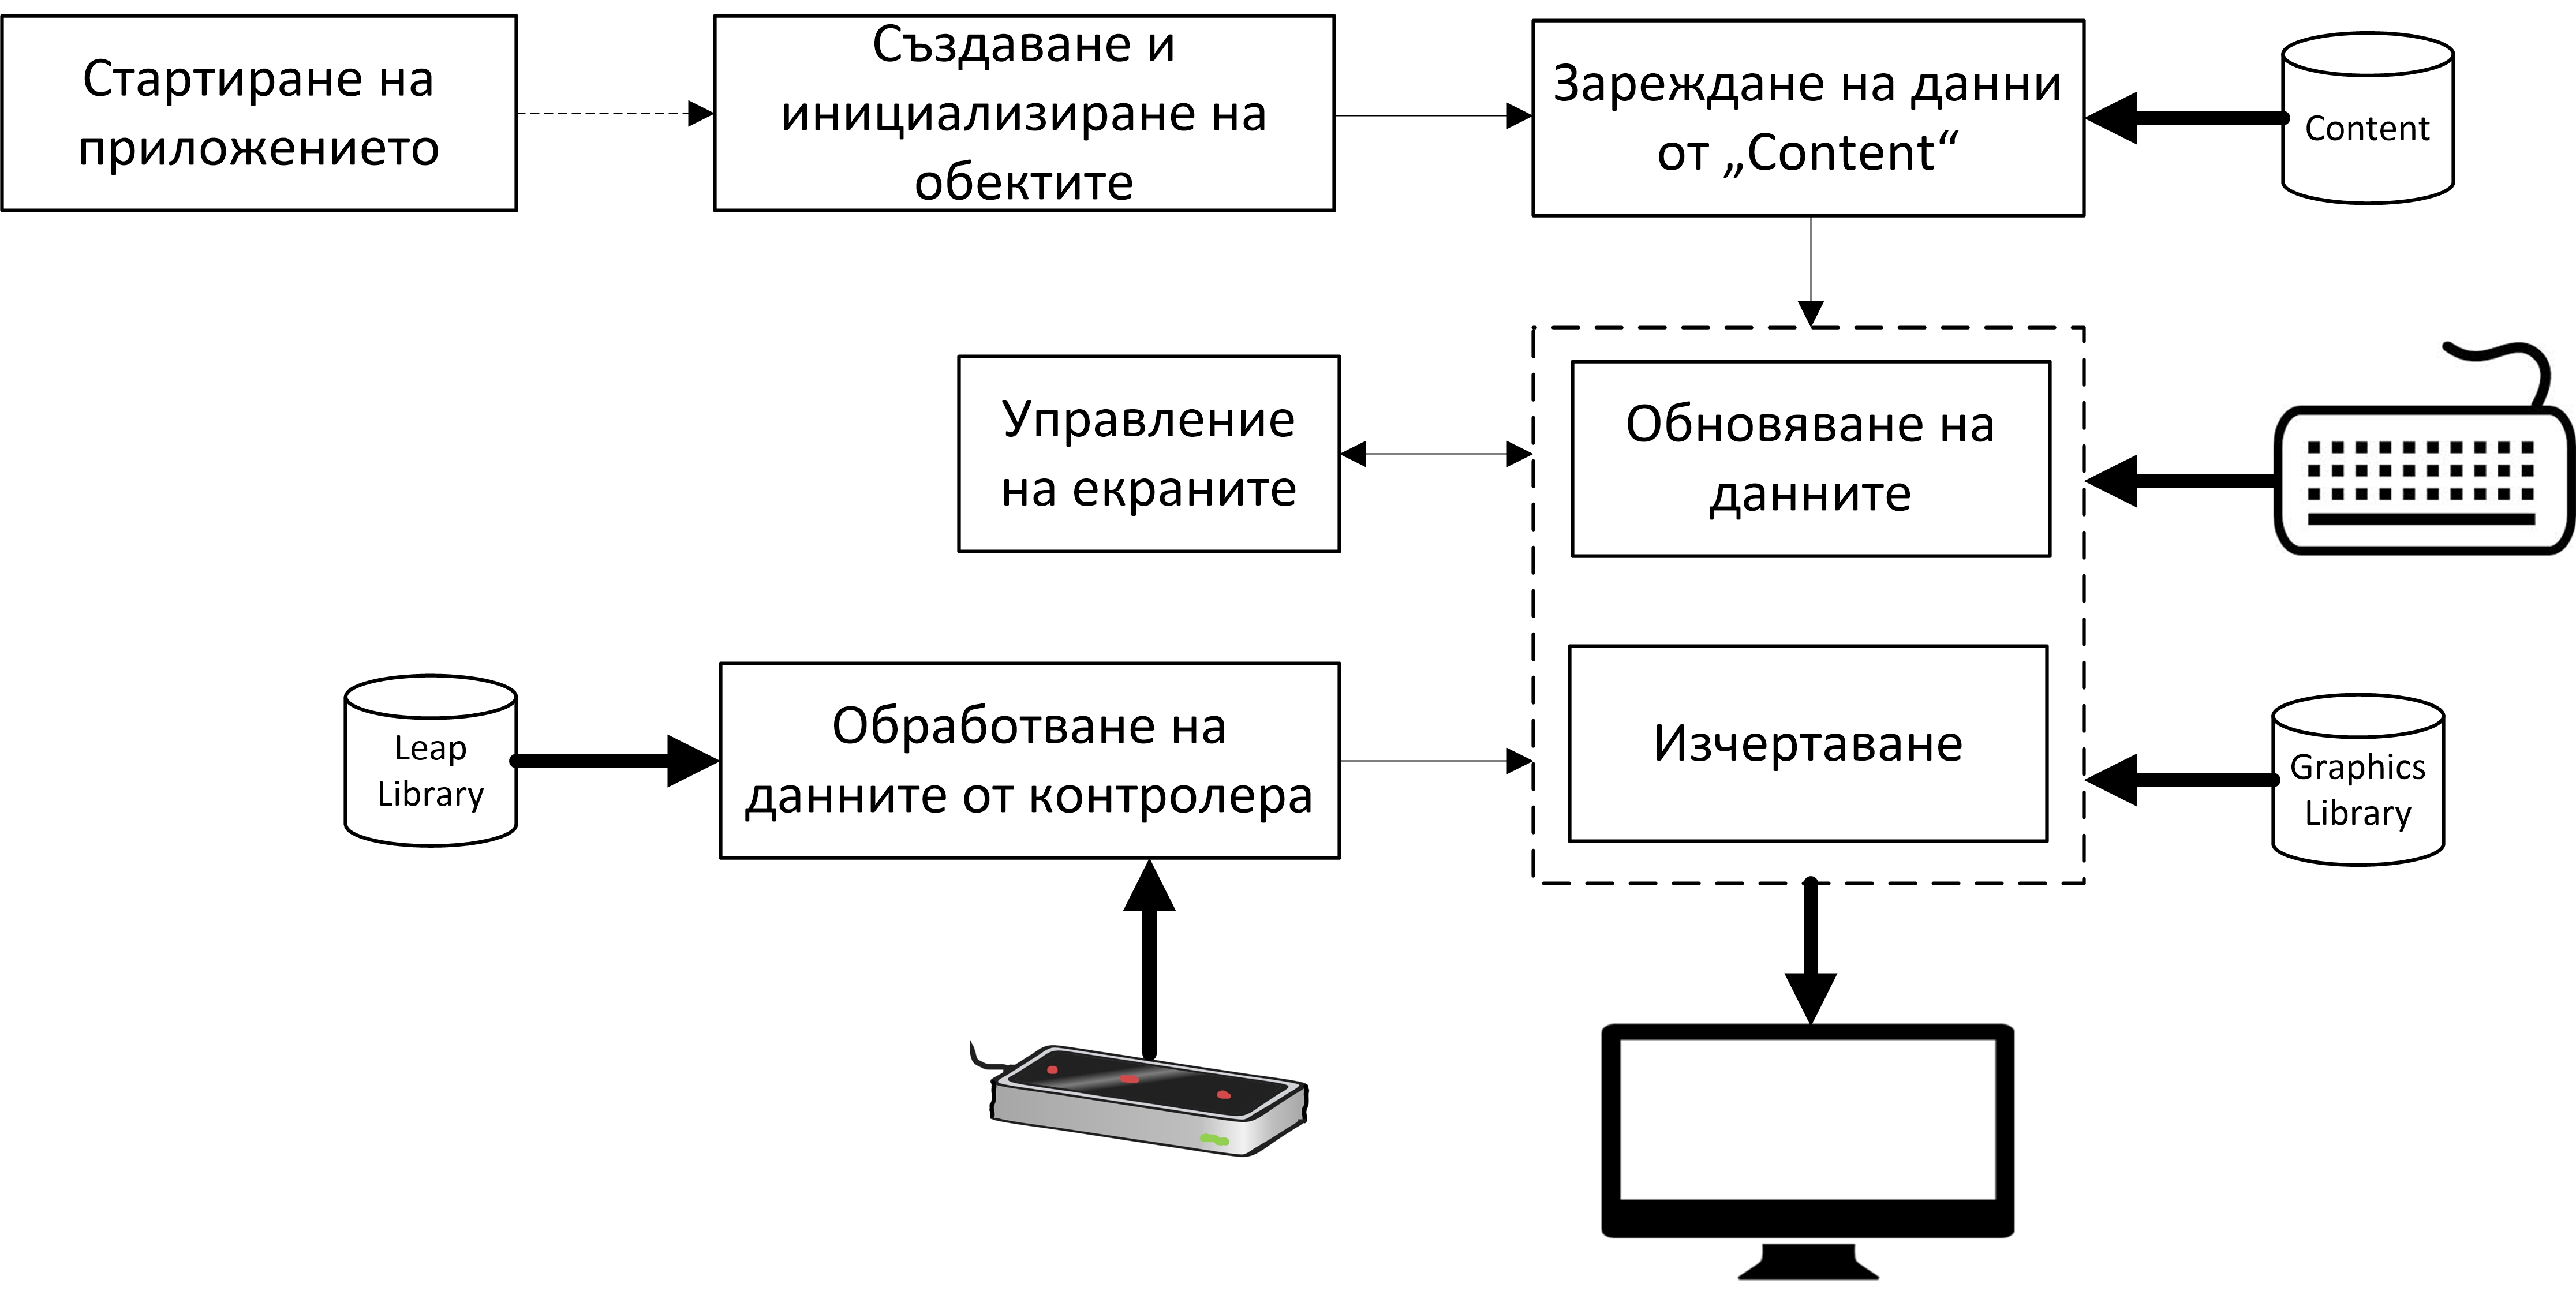 Стартиране на
приложението
Създаване и
инициализиране на
обектите
Зареждане на данни
от „Content“
Content
Управление
на екраните
Обновяване на
данните
Leap
Library
Обработване на
данните от контролера
Изчертаване
Graphics
Library